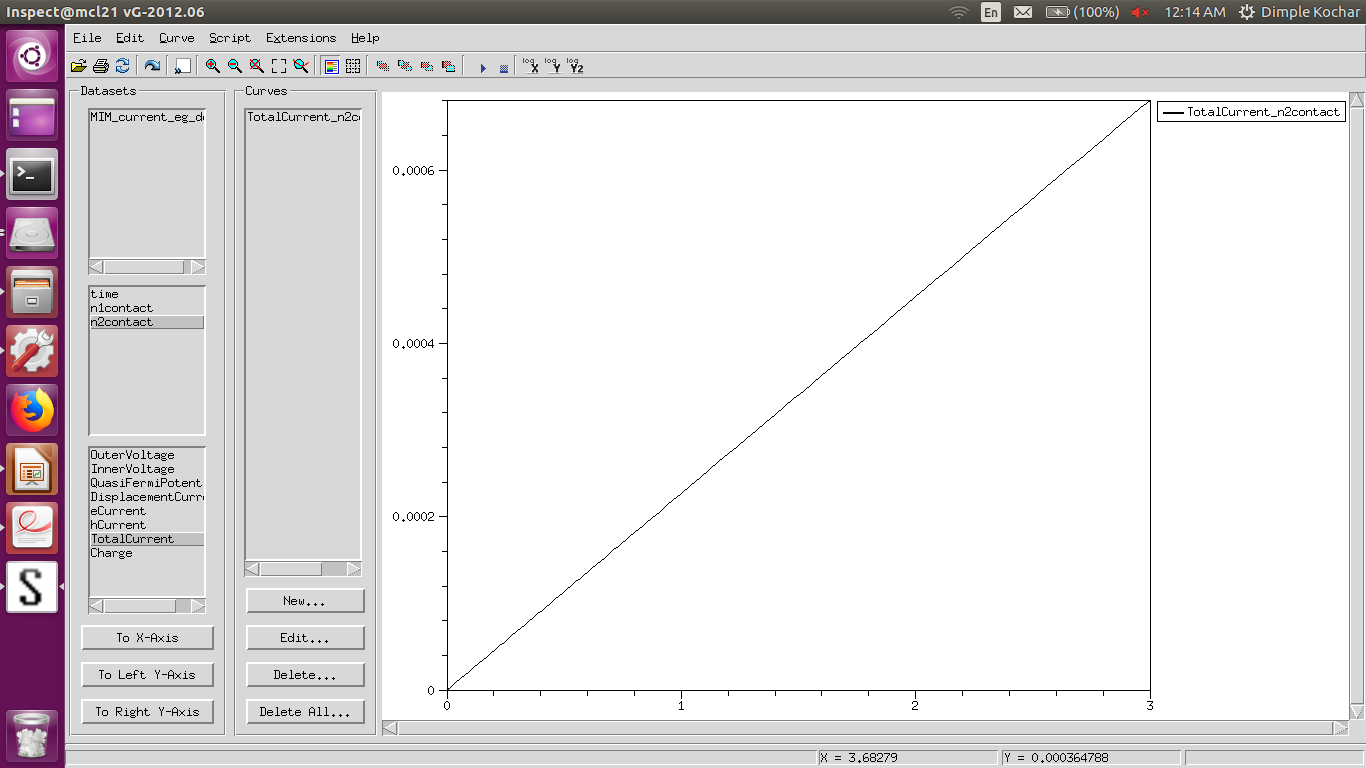 Inspect@mcl21 vG-2012.06
En
(100%)
12:14 AM
Dimple Kochar
File Edit Curve Script Extensions Help
log X log Y log Y2
Datasets
MIM_current_eg_d
time
n1contact
n2contact
OuterVoltage
InnerVoltage
QuasiFermiPotent
DisplacementCurr
eCurrent
hCurrent
TotalCurrent
Charge
To X-Axis
To Left Y-Axis
To Right Y-Axis
Curves
TotalCurrent_n2c
New...
Edit...
Delete...
Delete All...
TotalCurrent_n2contact
0.0006
0.0004
0.0002
0
0 1 2 3
X = 3.68279
Y = 0.000364788
>_
S